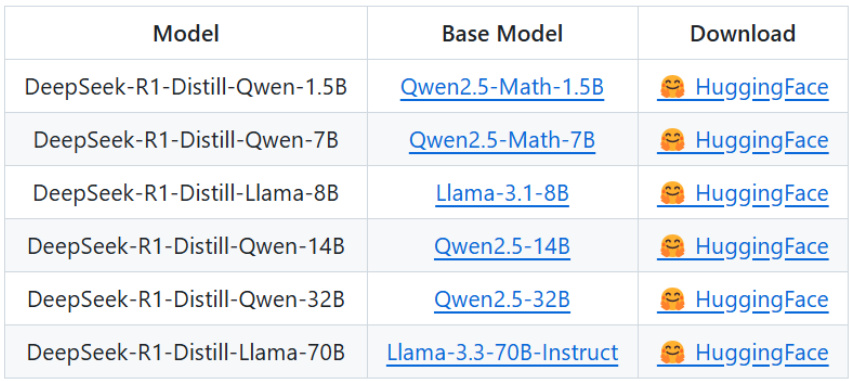 Model Base Model Download
DeepSeek-R1-Distill-Qwen-1.5B Qwen2.5-Math-1.5B 🤗 HuggingFace
DeepSeek-R1-Distill-Qwen-7B Qwen2.5-Math-7B 🤗 HuggingFace
DeepSeek-R1-Distill-Llama-8B Llama-3.1-8B 🤗 HuggingFace
DeepSeek-R1-Distill-Qwen-14B Qwen2.5-14B 🤗 HuggingFace
DeepSeek-R1-Distill-Qwen-32B Qwen2.5-32B 🤗 HuggingFace
DeepSeek-R1-Distill-Llama-70B Llama-3.3-70B-Instruct 🤗 HuggingFace